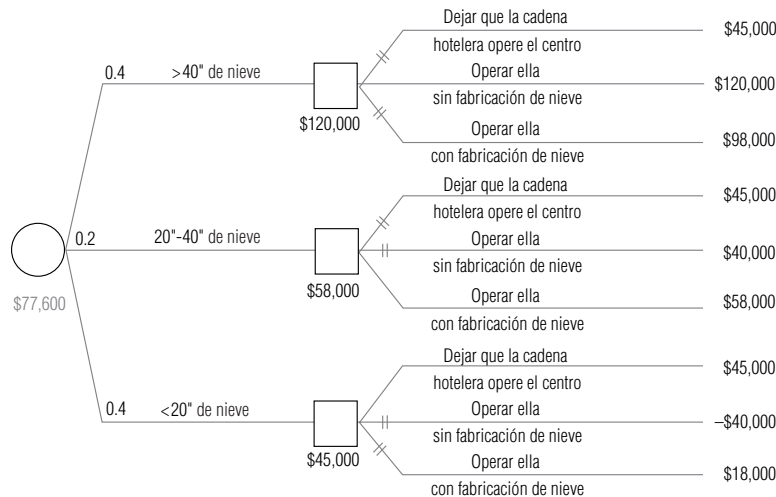 Dejar que la cadena
hotelera opere el centro
$45,000
0.4
>40" de nieve
Operar ella
sin fabricación de nieve
$120,000
$120,000
Operar ella
con fabricación de nieve
$98,000
Dejar que la cadena
hotelera opere el centro
$45,000
0.2
20"-40" de nieve
Operar ella
sin fabricación de nieve
$40,000
$77,600
$58,000
Operar ella
con fabricación de nieve
$58,000
Dejar que la cadena
hotelera opere el centro
$45,000
0.4
<20" de nieve
Operar ella
sin fabricación de nieve
–$40,000
$45,000
Operar ella
con fabricación de nieve
$18,000